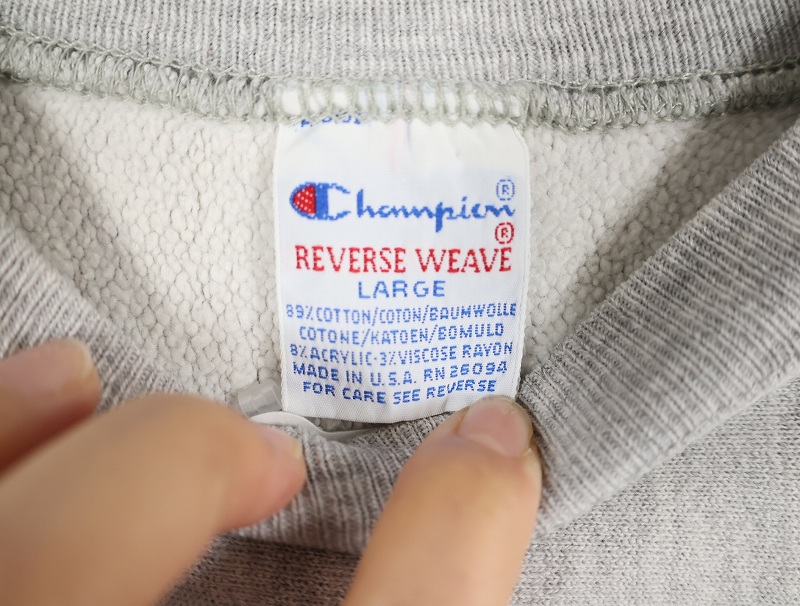 Champion®
REVERSE WEAVE®
LARGE
89% COTTON/COTON/BAUMWOLLE
COTONE/KATOEN/BOMULD
8% ACRYLIC-3% VISCOSE RAYON
MADE IN U.S.A. RN 26094
FOR CARE SEE REVERSE